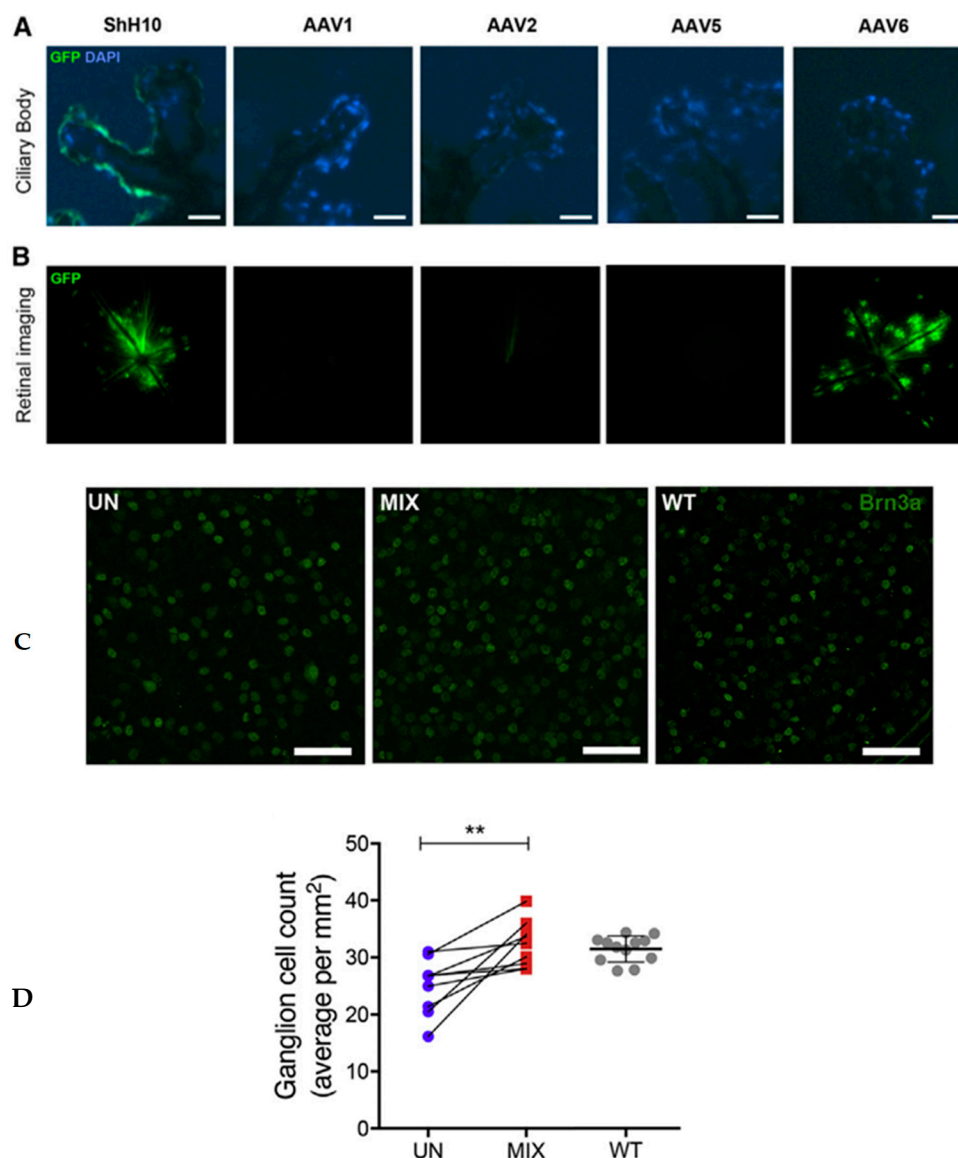 A ShH10 AAV1 AAV2 AAV5 AAV6
GFP DAPI
Ciliary Body
B
GFP
Retinal imaging
UN MIX WT Brn3a
C
D
**
50
40
30
20
10
0
Ganglion cell count
(average per mm²)
UN MIX WT